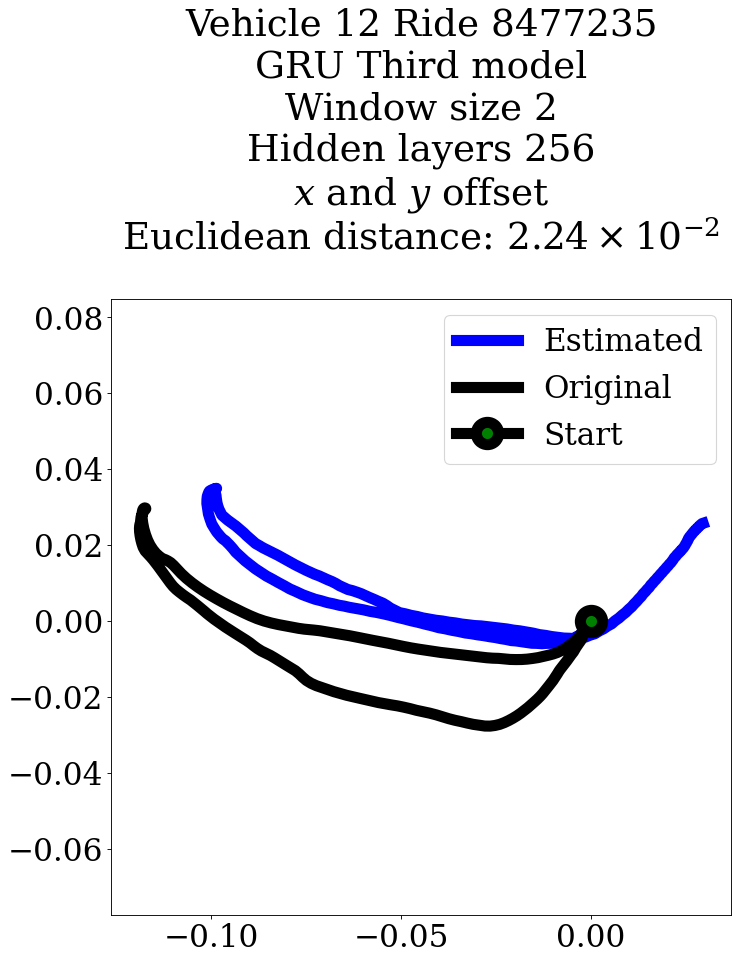 Vehicle 12 Ride 8477235
GRU Third model
Window size 2
Hidden layers 256
x and y offset
Euclidean distance: 2.24 × 10⁻²
Estimated
Original
Start
0.08
0.06
0.04
0.02
0.00
−0.02
−0.04
−0.06
−0.10
−0.05
0.00